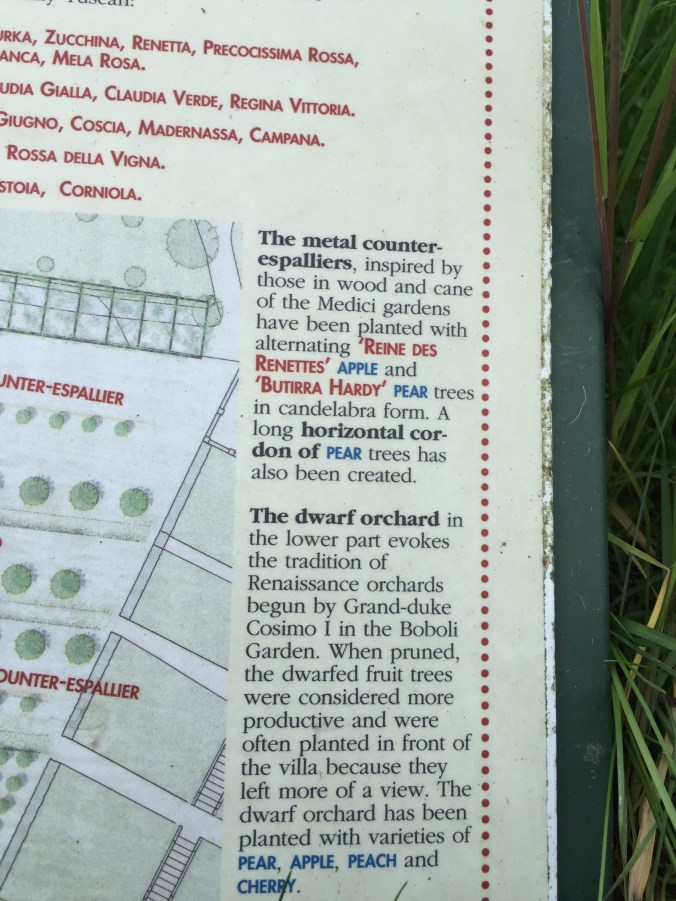 Tuscan:
URKA, ZUCCHINA, RENETTA, PRECOCISSIMA ROSSA,
ANCA, MELA ROSA.
UDIA GIALLA, CLAUDIA VERDE, REGINA VITTORIA.
GIUGNO, COSCIA, MADERNASSA, CAMPANA.
ROSSA DELLA VIGNA.
STOIA, CORNIOLA.
The metal counter-
espalliers, inspired by
those in wood and cane
of the Medici gardens
have been planted with
alternating 'REINE DES
RENETTES' APPLE and
'BUTIRRA HARDY' PEAR trees
in candelabra form. A
long horizontal cor-
don of PEAR trees has
also been created.
The dwarf orchard in
the lower part evokes
the tradition of
Renaissance orchards
begun by Grand-duke
Cosimo I in the Boboli
Garden. When pruned,
the dwarfed fruit trees
were considered more
productive and were
often planted in front of
the villa because they
left more of a view. The
dwarf orchard has been
planted with varieties of
PEAR, APPLE, PEACH and
CHERRY.
OUNTER-ESPALLIER
OUNTER-ESPALLIER